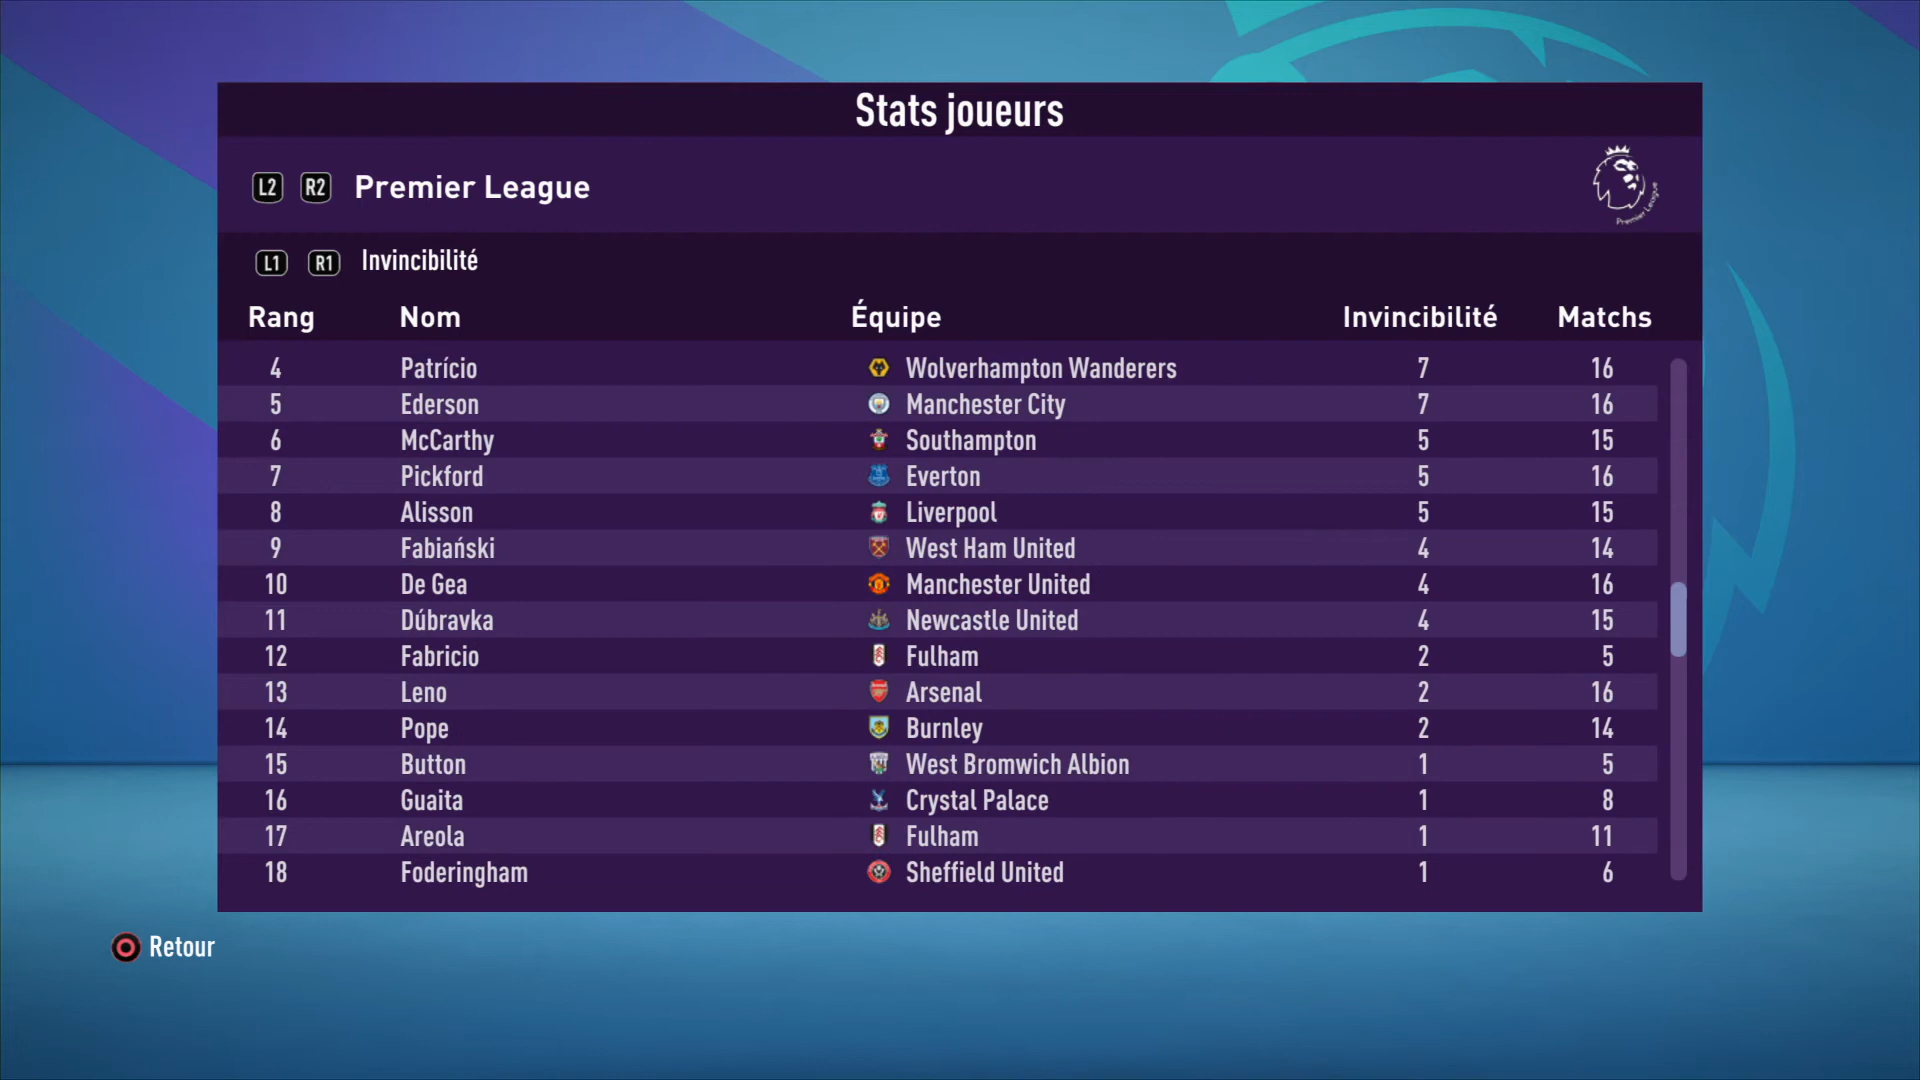 Stats joueurs
L2 R2 Premier League
Premier League
L1 R1 Invincibilité
Rang Nom Équipe Invincibilité Matchs
4 Patrício Wolverhampton Wanderers 7 16
5 Ederson Manchester City 7 16
6 McCarthy Southampton 5 15
7 Pickford Everton 5 16
8 Alisson Liverpool 5 15
9 Fabiański West Ham United 4 14
10 De Gea Manchester United 4 16
11 Dúbravka Newcastle United 4 15
12 Fabricio Fulham 2 5
13 Leno Arsenal 2 16
14 Pope Burnley 2 14
15 Button West Bromwich Albion 1 5
16 Guaita Crystal Palace 1 8
17 Areola Fulham 1 11
18 Foderingham Sheffield United 1 6
Retour